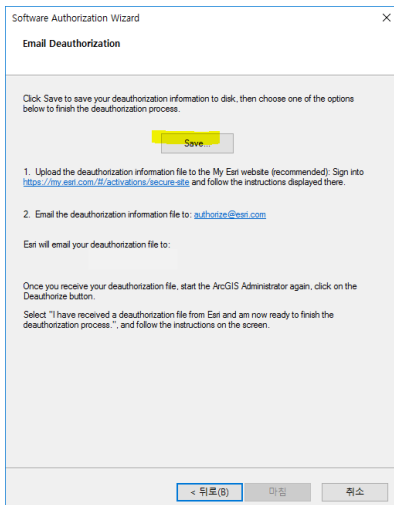 Software Authorization Wizard
Email Deauthorization
Click Save to save your deauthorization information to disk, then choose one of the options
below to finish the deauthorization process.
Save...
1. Upload the deauthorization information file to the My Esri website (recommended): Sign into
https://my.esri.com/#/activations/secure-site and follow the instructions displayed there.
2. Email the deauthorization information file to: authorize@esri.com
Esri will email your deauthorization file to:
Once you receive your deauthorization file, start the ArcGIS Administrator again, click on the
Deauthorize button.
Select "I have received a deauthorization file from Esri and am now ready to finish the
deauthorization process.", and follow the instructions on the screen.
< 뒤로(B)
마침
취소